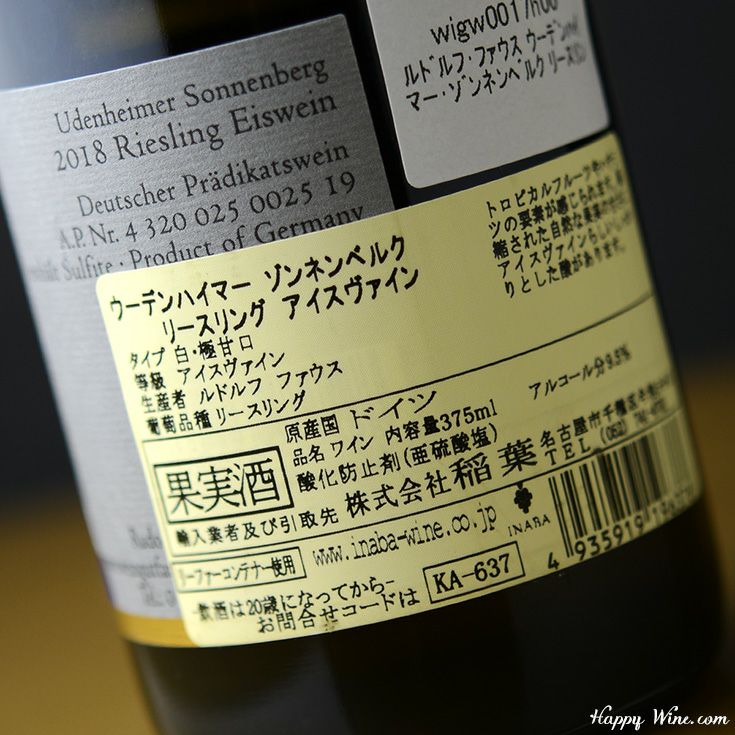 Udenheimer Sonnenberg
2018 Riesling Eiswein
Deutscher Prädikatswein
A.P. Nr. 4 320 025 0025 19
Sulfite · Product of Germany
ルドルフ・ファウス ウーデンハイ
マー・ゾンネンベルク リース
ウーデンハイマー ゾンネンベルク
リースリング アイスヴァイン
タイプ 白・極甘口
等級 アイスヴァイン
生産者 ルドルフ ファウス
葡萄品種 リースリング
トロピカルフルーツ
ツの要素が感じられます。
縮された自然な果実の
アイスヴァインらしい
りとした酸があります。
原産国 ドイツ
アルコール分9.5%
品名 ワイン 内容量375ml
酸化防止剤(亜硫酸塩)
果実酒
輸入業者及び引取先 株式会社 稲葉
名古屋市千種区
TEL (052)
リーファーコンテナー使用
www.inaba-wine.co.jp
INABA
-飲酒は20歳になってから-
お問合せコードは KA-637
4 935919
Happy Wine.com